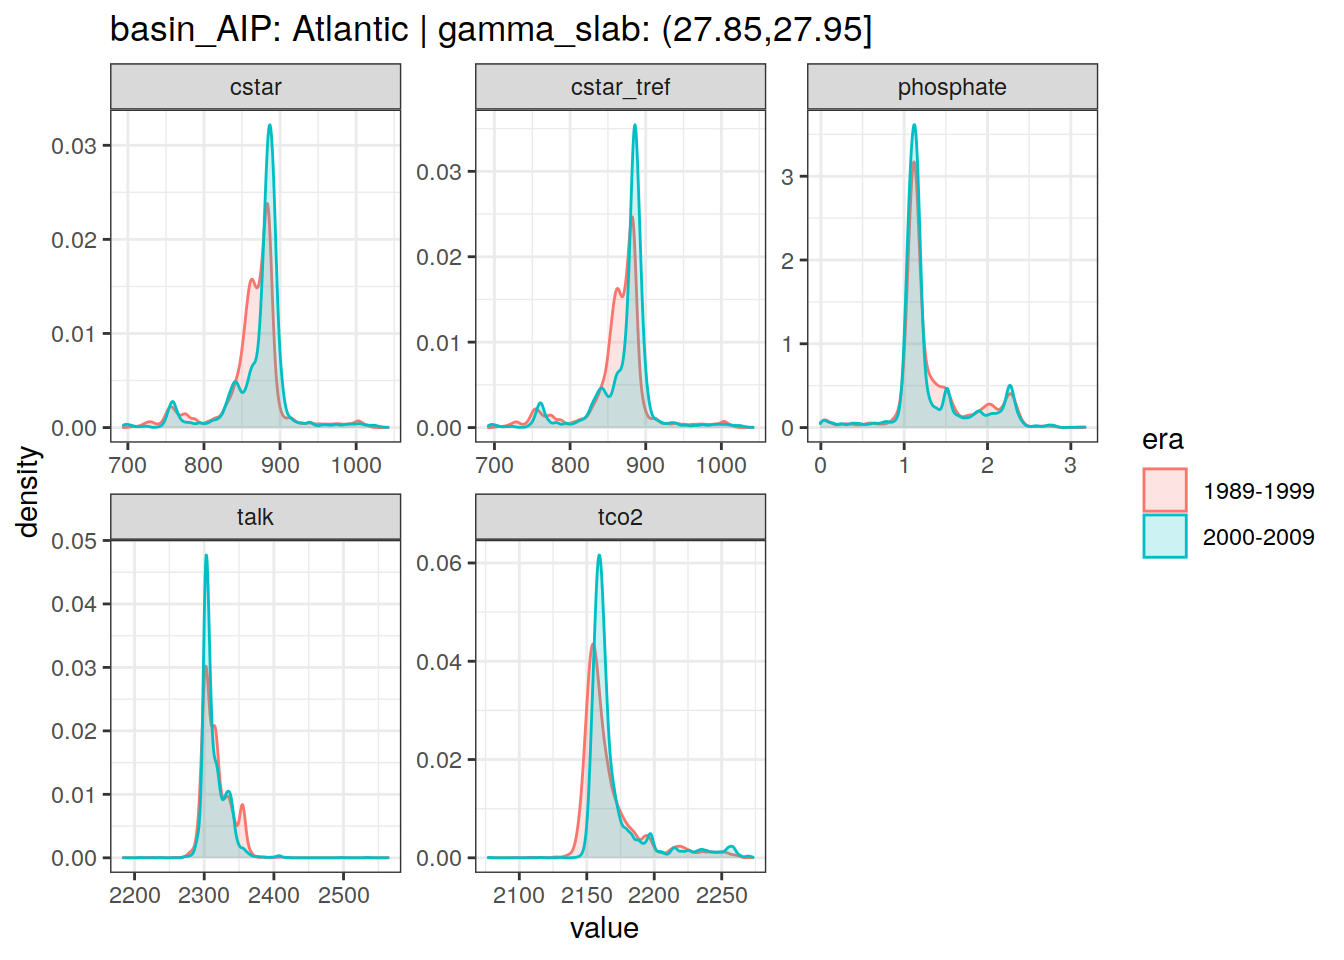 basin_AIP: Atlantic | gamma_slab: (27.85,27.95]
cstar
cstar_tref
phosphate
0.03
0.02
0.01
0.00
700 800 900 1000
0.03
0.02
0.01
0.00
700 800 900 1000
3
2
1
0
0 1 2 3
density
talk
tco2
0.05
0.04
0.03
0.02
0.01
0.00
2200 2300 2400 2500
0.06
0.04
0.02
0.00
2100 2150 2200 2250
value
era
1989-1999
2000-2009